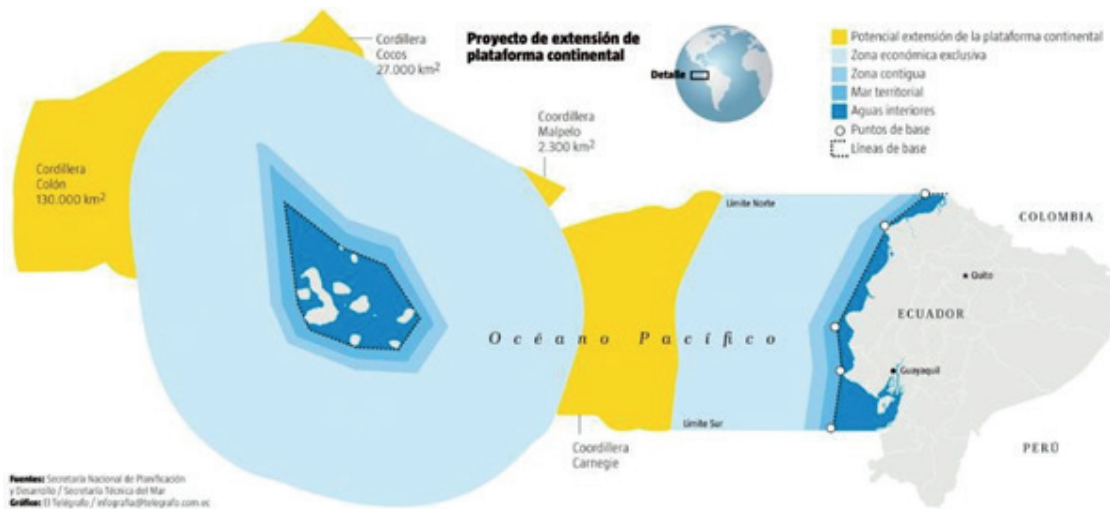 Cordillera
Cocos
27.000 km²
Proyecto de extensión de
plataforma continental
Detalle
Potencial extensión de la plataforma continental
Zona económica exclusiva
Zona contigua
Mar territorial
Aguas interiores
Puntos de base
Líneas de base
Coordillera
Malpelo
2.300 km²
Cordillera
Colón
130.000 km²
Límite Norte
COLOMBIA
Quito
ECUADOR
Océano Pacífico
Guayaquil
Límite Sur
Coordillera
Carnegie
PERÚ
Fuentes: Secretaría Nacional de Planificación
y Desarrollo / Secretaría Técnica del Mar
Gráfico: El Telégrafo / infografia@telegrafo.com.ec